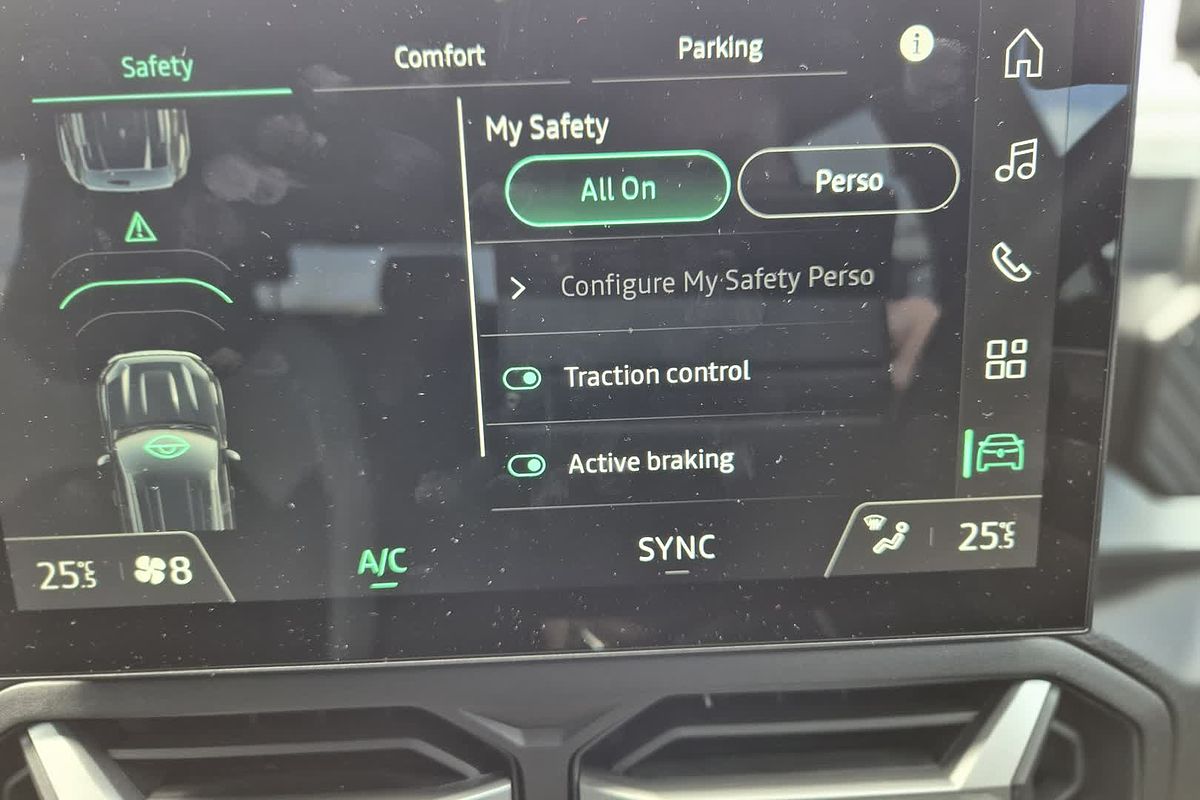 Safety
Comfort
Parking
i
My Safety
All On
Perso
Configure My Safety Perso
Traction control
Active braking
25.5°C
8
A/C
SYNC
25.5°C